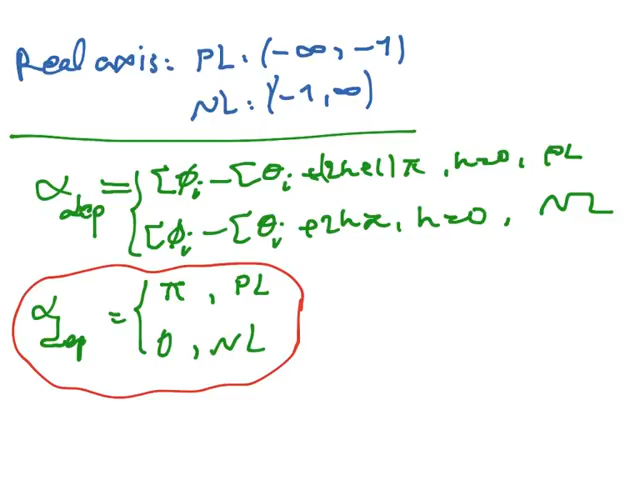 Real axis: PL: (-∞, -1)
NL: (-1, ∞)
α_dep = { Σφ_i - Σθ_i +(2h+1)π, h=0, PL
Σφ_i - Σθ_i +2hπ, h=0, NL
α_dep = { π, PL
0, NL